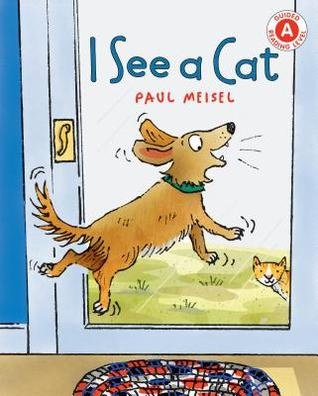 GUIDED
A
READING LEVEL
I See a Cat
PAUL MEISEL